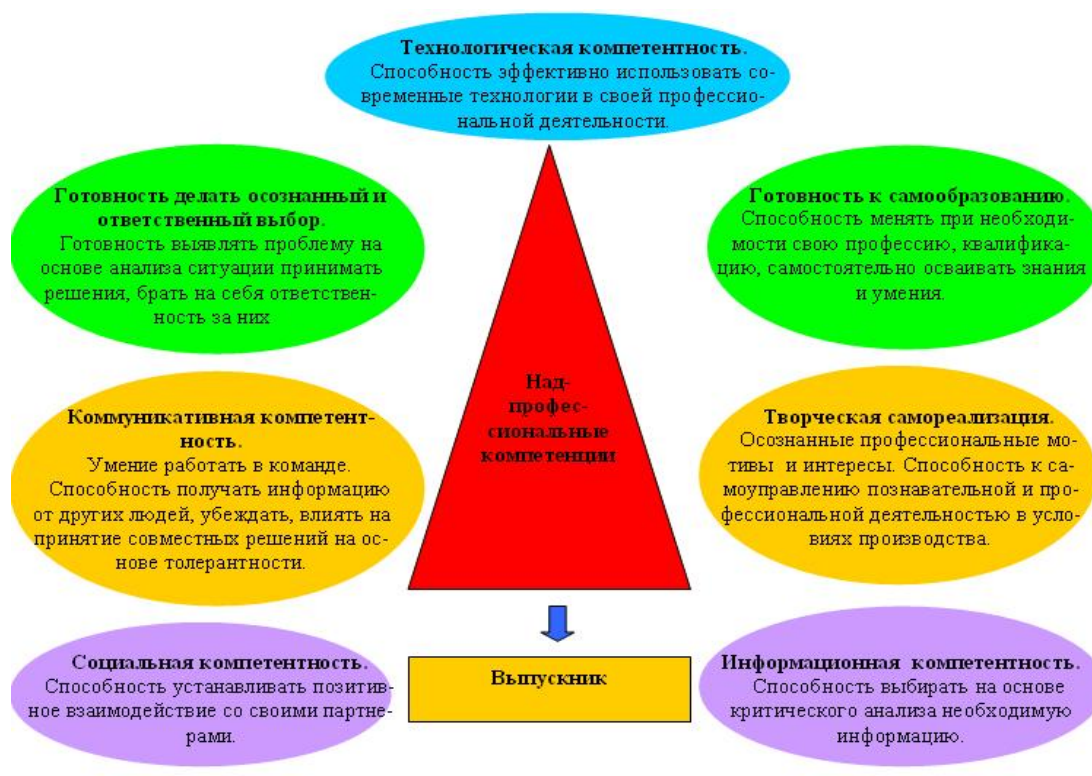 Технологическая компетентность.
Способность эффективно использовать со-
временные технологии в своей профессио-
нальной деятельности.
Готовность делать осознанный и
ответственный выбор.
Готовность выявлять проблему на
основе анализа ситуации принимать
решения, брать на себя ответствен-
ность за них
Готовность к самообразованию.
Способность менять при необходи-
мости свою профессию, квалифика-
цию, самостоятельно осваивать знания
и умения.
Над-
профес-
сиональные
компетенции
Коммуникативная компетент-
ность.
Умение работать в команде.
Способность получать информацию
от других людей, убеждать, влиять на
принятие совместных решений на ос-
нове толерантности.
Творческая самореализация.
Осознанные профессиональные мо-
тивы и интересы. Способность к са-
моуправлению познавательной и про-
фессиональной деятельностью в усло-
виях производства.
Социальная компетентность.
Способность устанавливать позитив-
ное взаимодействие со своими партне-
рами.
Выпускник
Информационная компетентность.
Способность выбирать на основе
критического анализа необходимую
информацию.